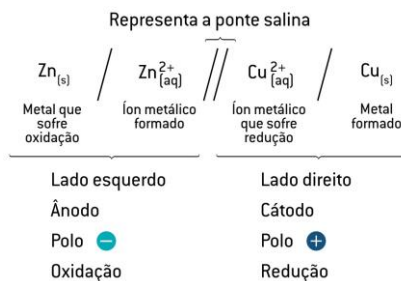 Representa a ponte salina
Zn(s) / Zn2+(aq) // Cu2+(aq) / Cu(s)
Metal que sofre oxidação
Íon metálico formado
Íon metálico que sofre redução
Metal formado
Lado esquerdo
Ânodo
Polo −
Oxidação
Lado direito
Cátodo
Polo +
Redução